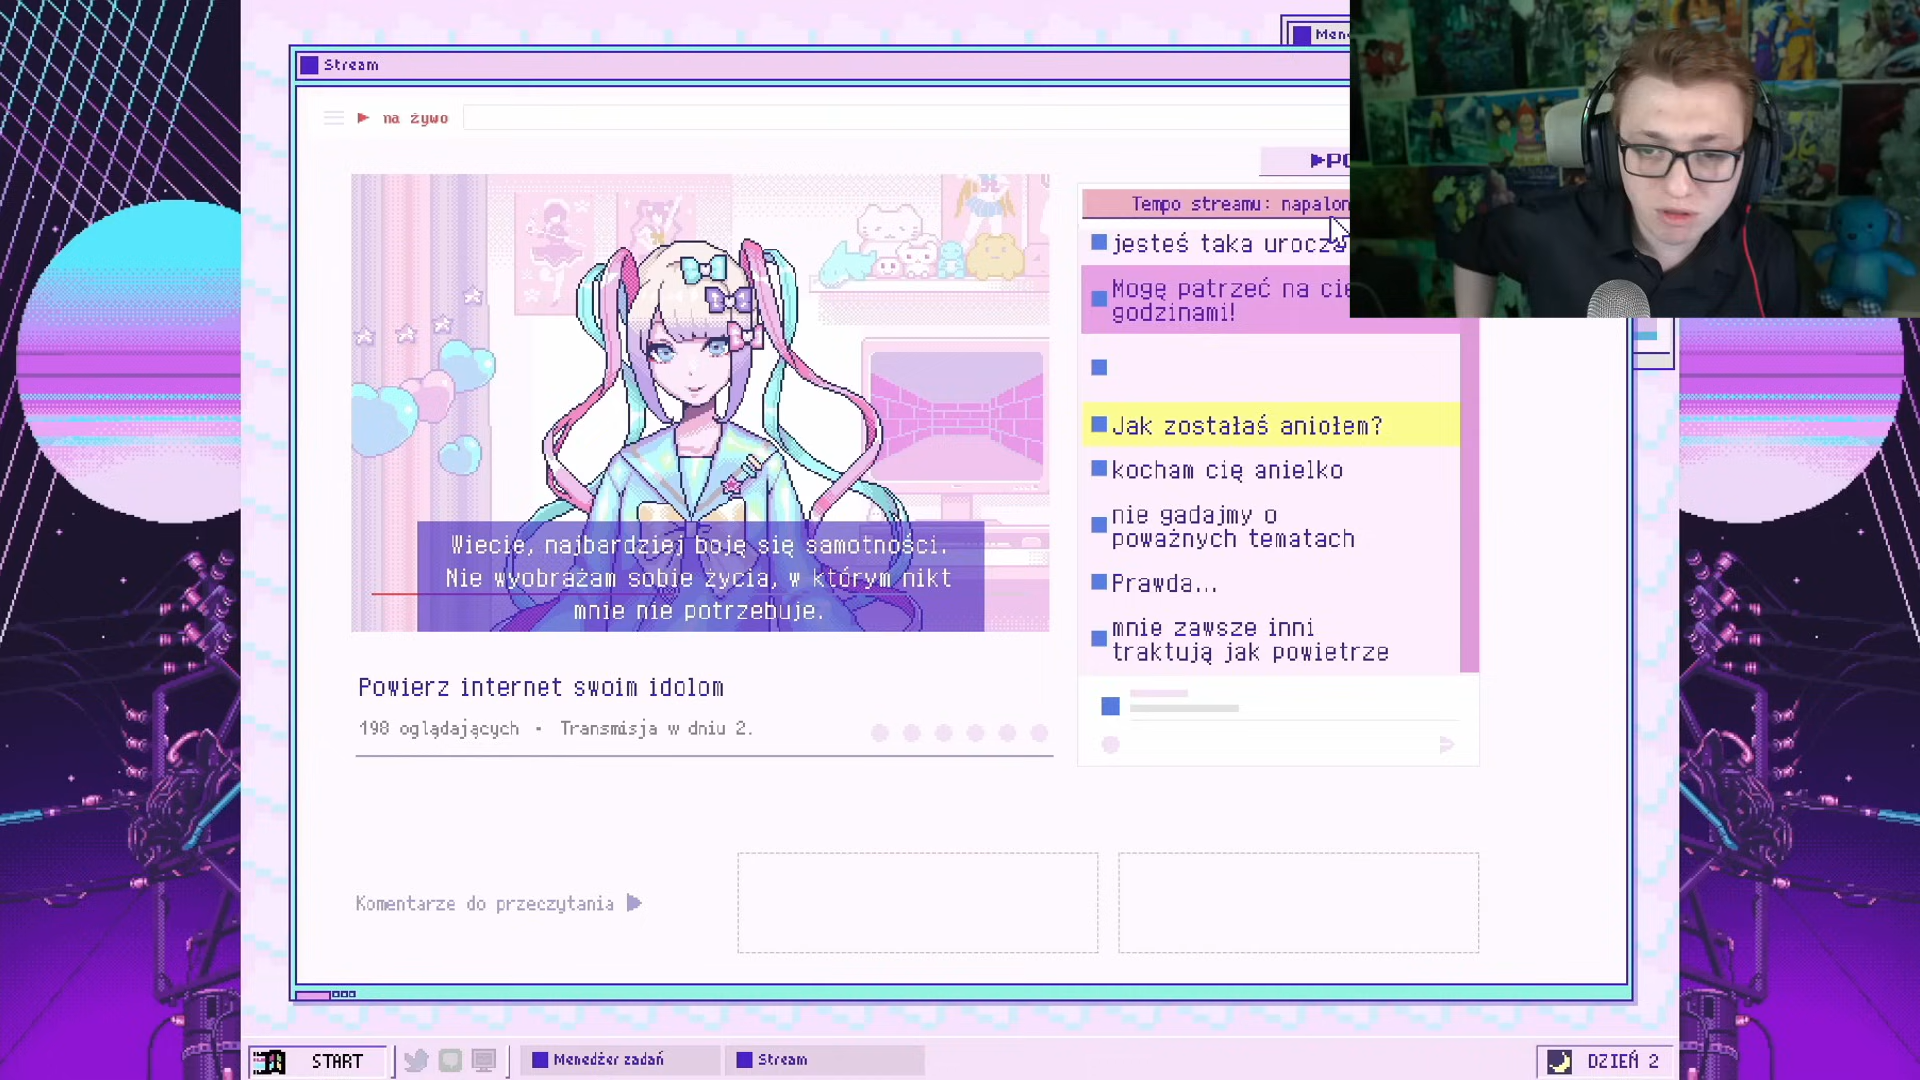 Stream
na żywo
Tempo streamu:
jesteś taka urocza
Mogę patrzeć na
godzinami!
Jak zostałaś aniołem?
kocham cię anielko
nie gadajmy o
poważnych tematach
Prawda...
mnie zawsze inni
traktują jak powietrze
Wiecie, najbardziej boję się samotności.
Nie wyobrażam sobie życia, w którym nikt
mnie nie potrzebuje.
Powierz internet swoim idolom
198 oglądających • Transmisja w dniu 2.
Komentarze do przeczytania
START
Menedżer zadań
Stream
DZIEŃ 2